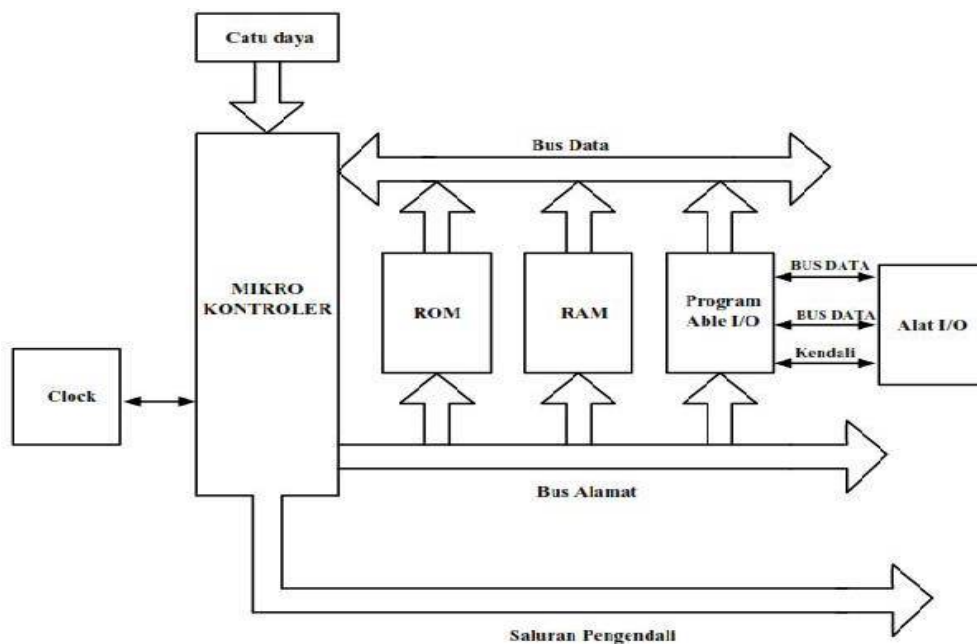 Catu daya
Bus Data
MIKRO
KONTROLER
ROM
RAM
Program
Able I/O
BUS DATA
BUS DATA
Kendali
Alat I/O
Clock
Bus Alamat
Saluran Pengendali